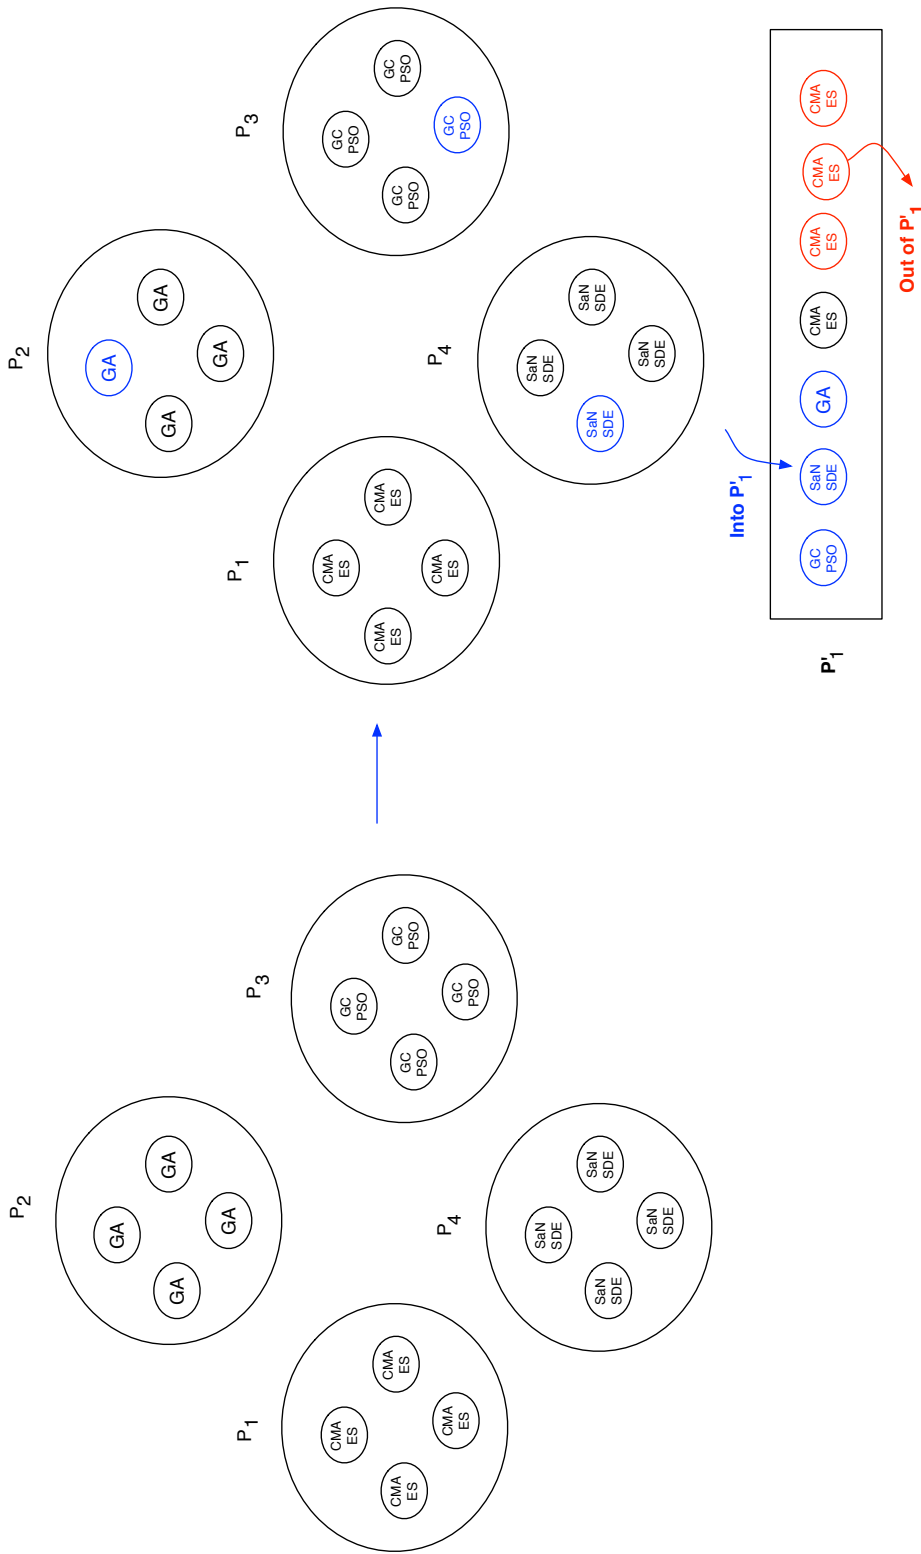 P2
GA
GA
GA
GA
P1
CMA
ES
CMA
ES
CMA
ES
CMA
ES
P3
GC
PSO
GC
PSO
GC
PSO
GC
PSO
P4
SaN
SDE
SaN
SDE
SaN
SDE
SaN
SDE
P2
GA
GA
GA
GA
P1
CMA
ES
CMA
ES
CMA
ES
CMA
ES
P3
GC
PSO
GC
PSO
GC
PSO
GC
PSO
P4
SaN
SDE
SaN
SDE
SaN
SDE
SaN
SDE
Into P'1
P'1
GC
PSO
SaN
SDE
GA
CMA
ES
CMA
ES
CMA
ES
CMA
ES
Out of P'1